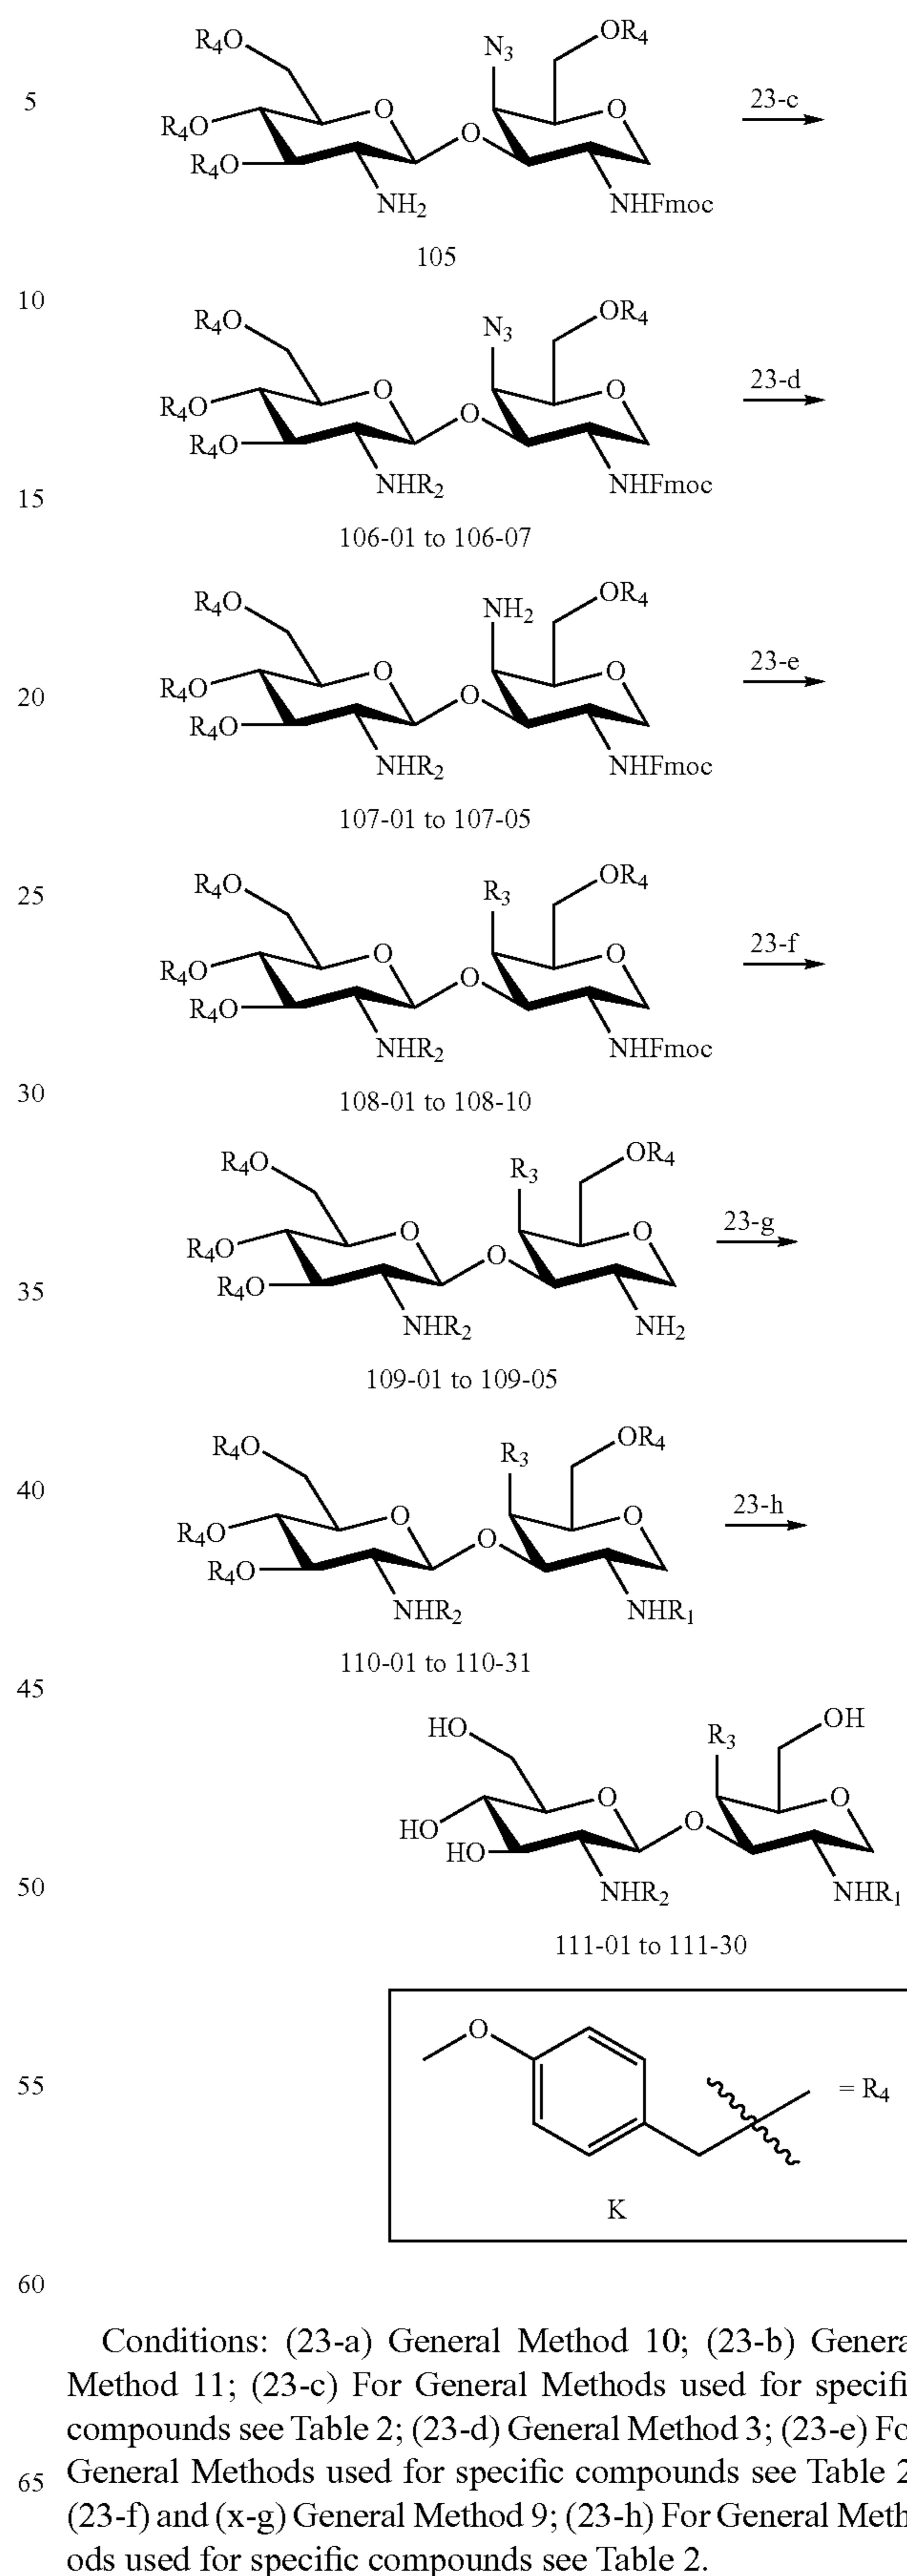 R4O N3 OR4
5 O O 23-c
R4O O
R4O
NH2 NHFmoc
105
10
R4O N3 OR4
O O 23-d
R4O O
R4O
NHR2 NHFmoc
15
106-01 to 106-07
R4O NH2 OR4
O O 23-e
20 R4O O
R4O
NHR2 NHFmoc
107-01 to 107-05
25 R4O R3 OR4
O O 23-f
R4O O
R4O
NHR2 NHFmoc
30 108-01 to 108-10
R4O R3 OR4
O O 23-g
R4O O
35 R4O
NHR2 NH2
109-01 to 109-05
R4O R3 OR4
40 O O 23-h
R4O O
R4O
NHR2 NHR1
110-01 to 110-31
45
HO R3 OH
O O
HO O
HO
50 NHR2 NHR1
111-01 to 111-30
O
55 = R4
K
60
Conditions: (23-a) General Method 10; (23-b)
Method 11; (23-c) For General Methods used for
compounds see Table 2; (23-d) General Method 3; (23-e)
65 General Methods used for specific compounds see Table 2
(23-f) and (x-g) General Method 9; (23-h) For General Meth
ods used for specific compounds see Table 2.